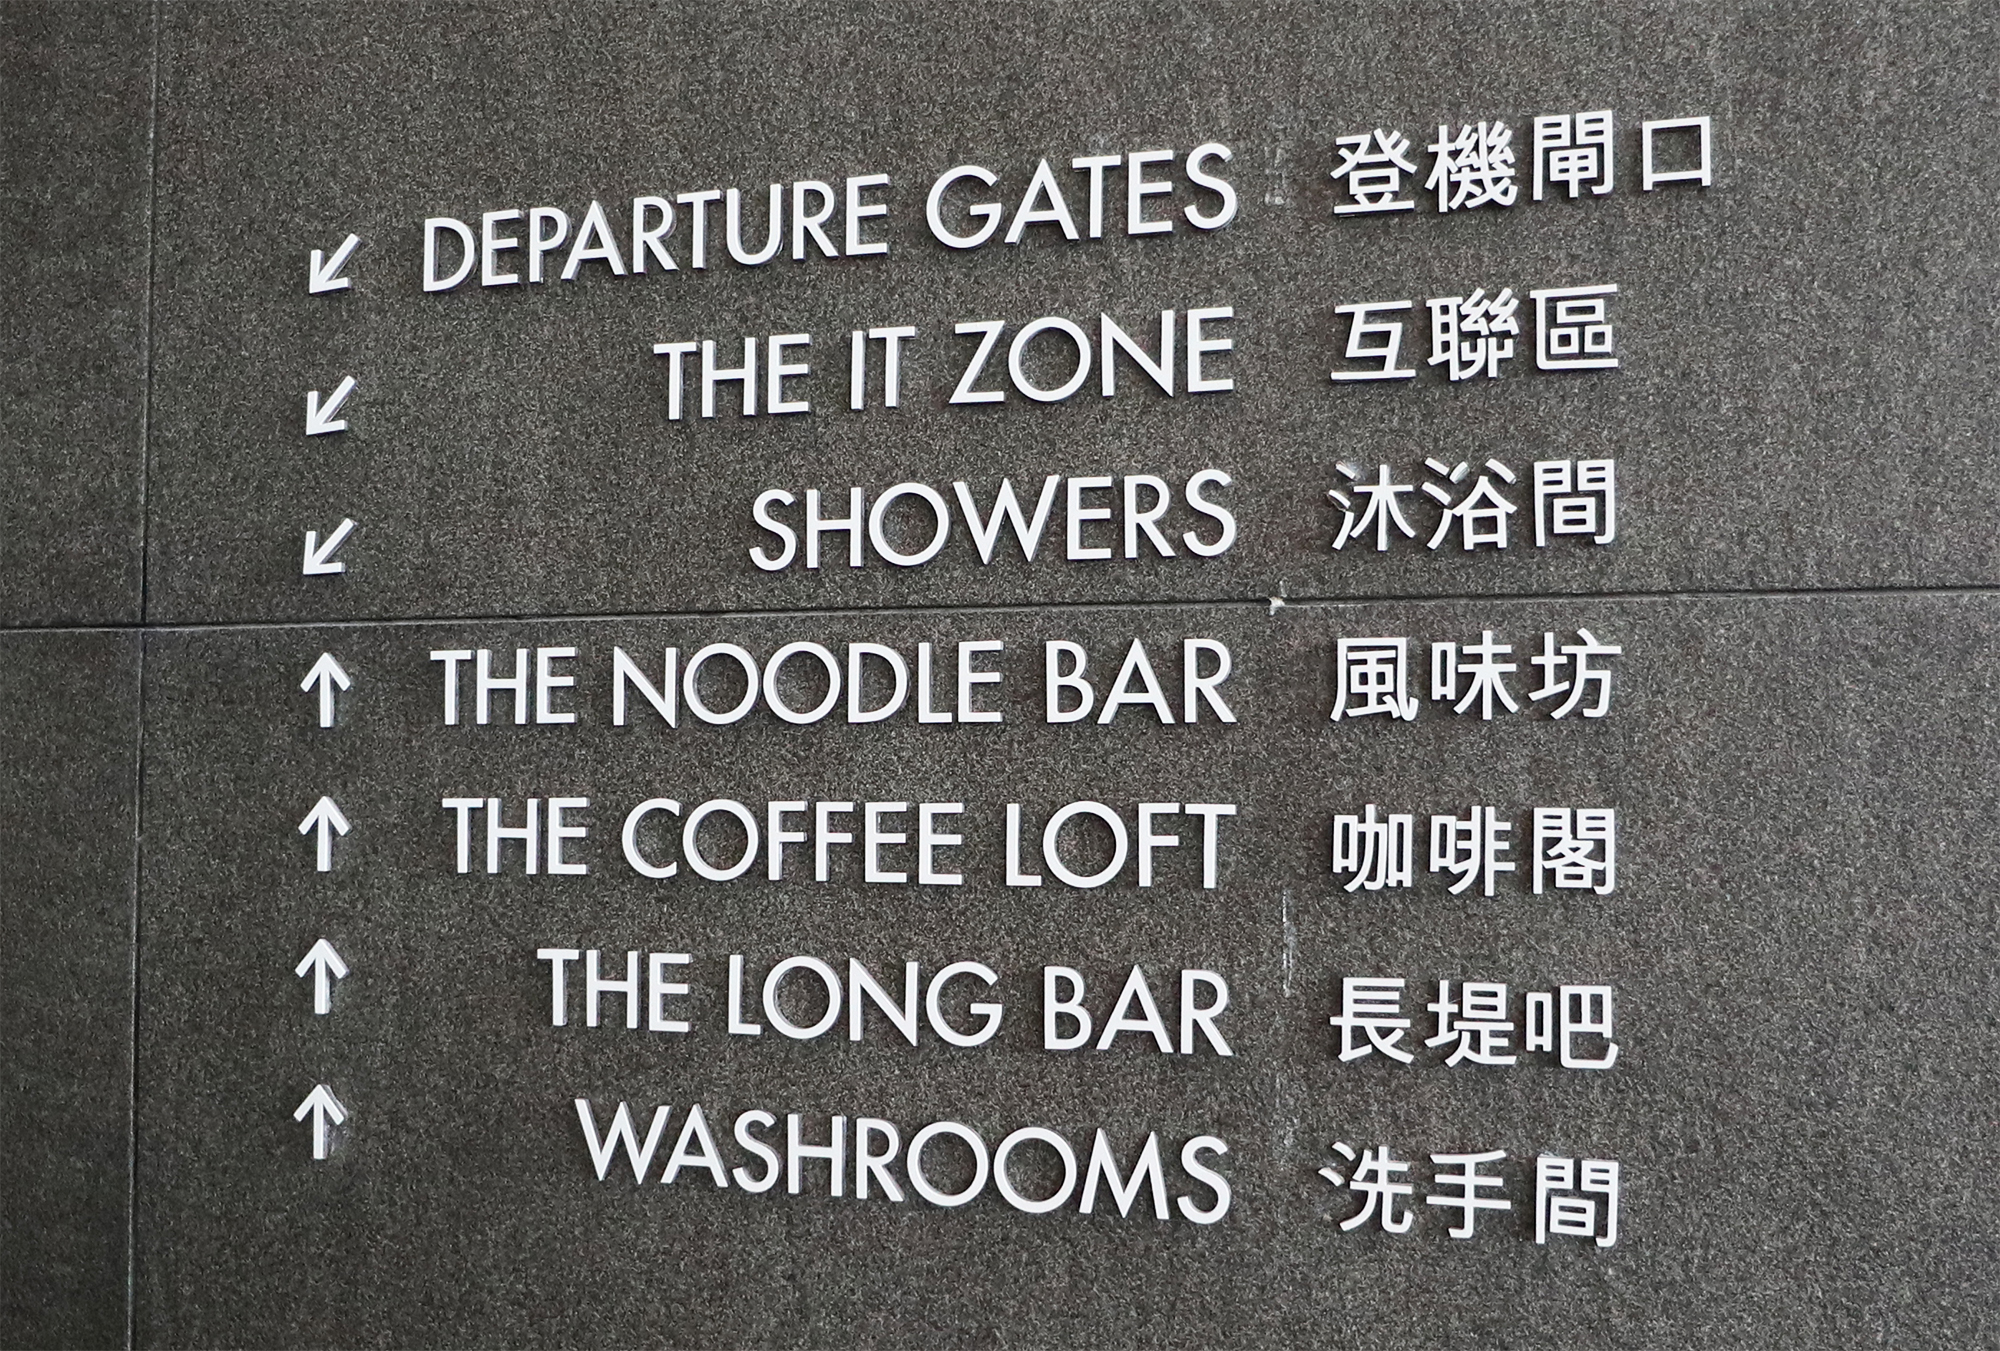 ↙ DEPARTURE GATES 登機閘口
↙ THE IT ZONE 互聯區
↙ SHOWERS 沐浴間
↑ THE NOODLE BAR 風味坊
↑ THE COFFEE LOFT 咖啡閣
↑ THE LONG BAR 長堤吧
↑ WASHROOMS 洗手間